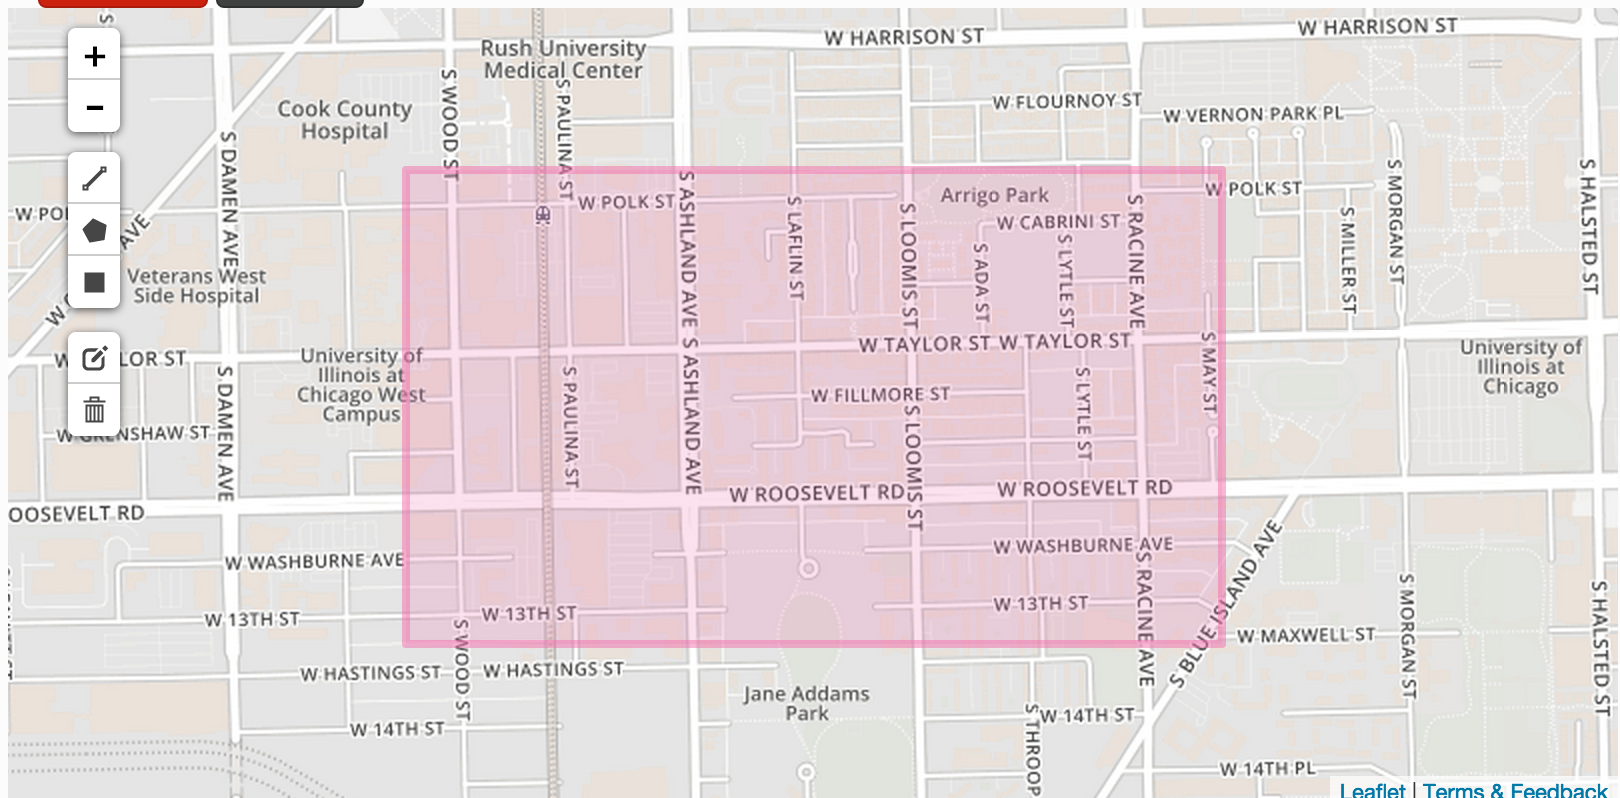 W HARRISON ST
W HARRISON ST
Rush University
Medical Center
+
−
S WOOD ST
S PAULINA ST
W FLOURNOY ST
Cook County
Hospital
W VERNON PARK PL
S DAMEN AVE
S ASHLAND AVE
W POLK ST
Arrigo Park
W POLK ST
S MORGAN ST
S HALSTED ST
S LAFLIN ST
S LOOMIS ST
W CABRINI ST
S RACINE AVE
S MILLER ST
AVE
S ADA ST
S LYTLE ST
Veterans West
Side Hospital
LOR ST
University of
Illinois at
Chicago West
Campus
W TAYLOR ST
W TAYLOR ST
S MAY ST
University of
Illinois at
Chicago
S DAMEN AVE
S PAULINA ST
S ASHLAND AVE
W FILLMORE ST
S LOOMIS ST
S LYTLE ST
W GRENSHAW ST
W ROOSEVELT RD
W ROOSEVELT RD
OOSEVELT RD
W WASHBURNE AVE
W WASHBURNE AVE
S BLUE ISLAND AVE
S RACINE AVE
W 13TH ST
W 13TH ST
W 13TH ST
S MORGAN ST
S HALSTED ST
W MAXWELL ST
S WOOD ST
W HASTINGS ST
W HASTINGS ST
Jane Addams
Park
W 14TH ST
S THROOP
W 14TH ST
W 14TH PL
Leaflet | Terms & Feedback